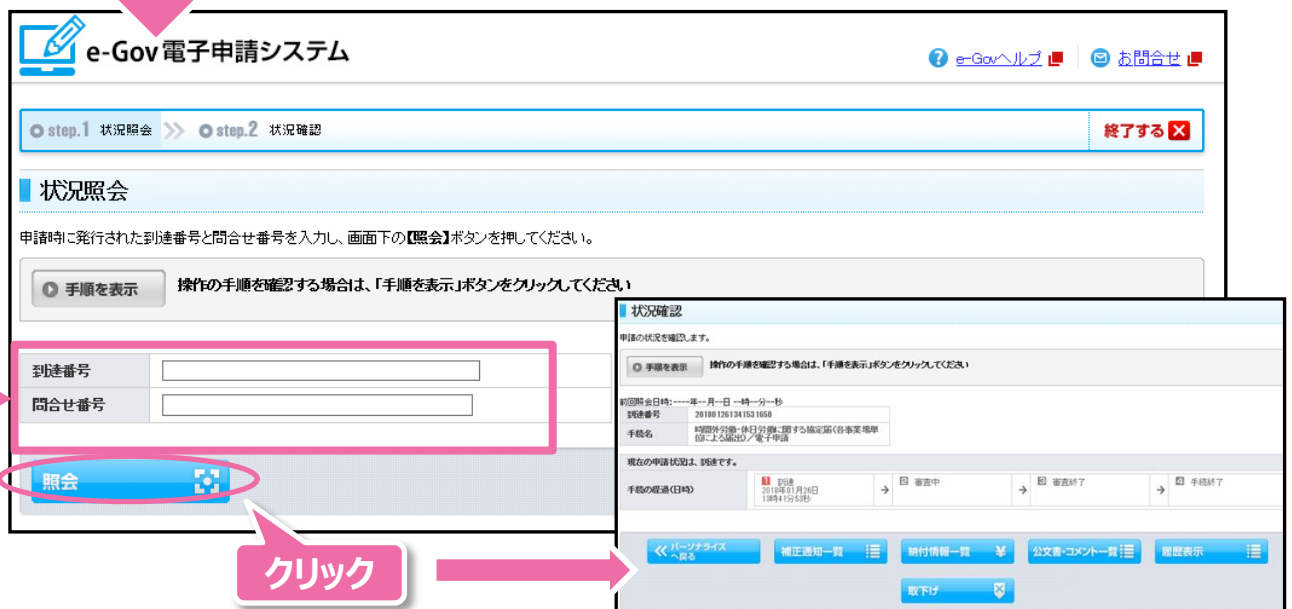 e-Gov電子申請システム
e-Govヘルプ
お問合せ
step.1 状況照会
step.2 状況確認
終了する
状況照会
申請時に発行された到達番号と問合せ番号を入力し、画面下の【照会】ボタンを押してください。
手順を表示
操作の手順を確認する場合は、「手順を表示」ボタンをクリックしてください
到達番号
問合せ番号
照会
クリック
状況確認
申請の状況を確認します。
手順を表示
操作の手順を確認する場合は、「手順を表示」ボタンをクリックしてください
前回照会日時:----年--月--日 --時--分--秒
到達番号 201801261341531658
手続名 時間外労働・休日労働に関する協定届(各事業場単
位による届出)/電子申請
現在の申請状況は、到達です。
手続の経過(日時)
1 到達
2018年01月26日
13時41分53秒
→
2 審査中
→
3 審査終了
→
4 手続終了
パーソナライズ
へ戻る
補正通知一覧
納付情報一覧 ¥
公文書・コメント一覧
履歴表示
取下げ